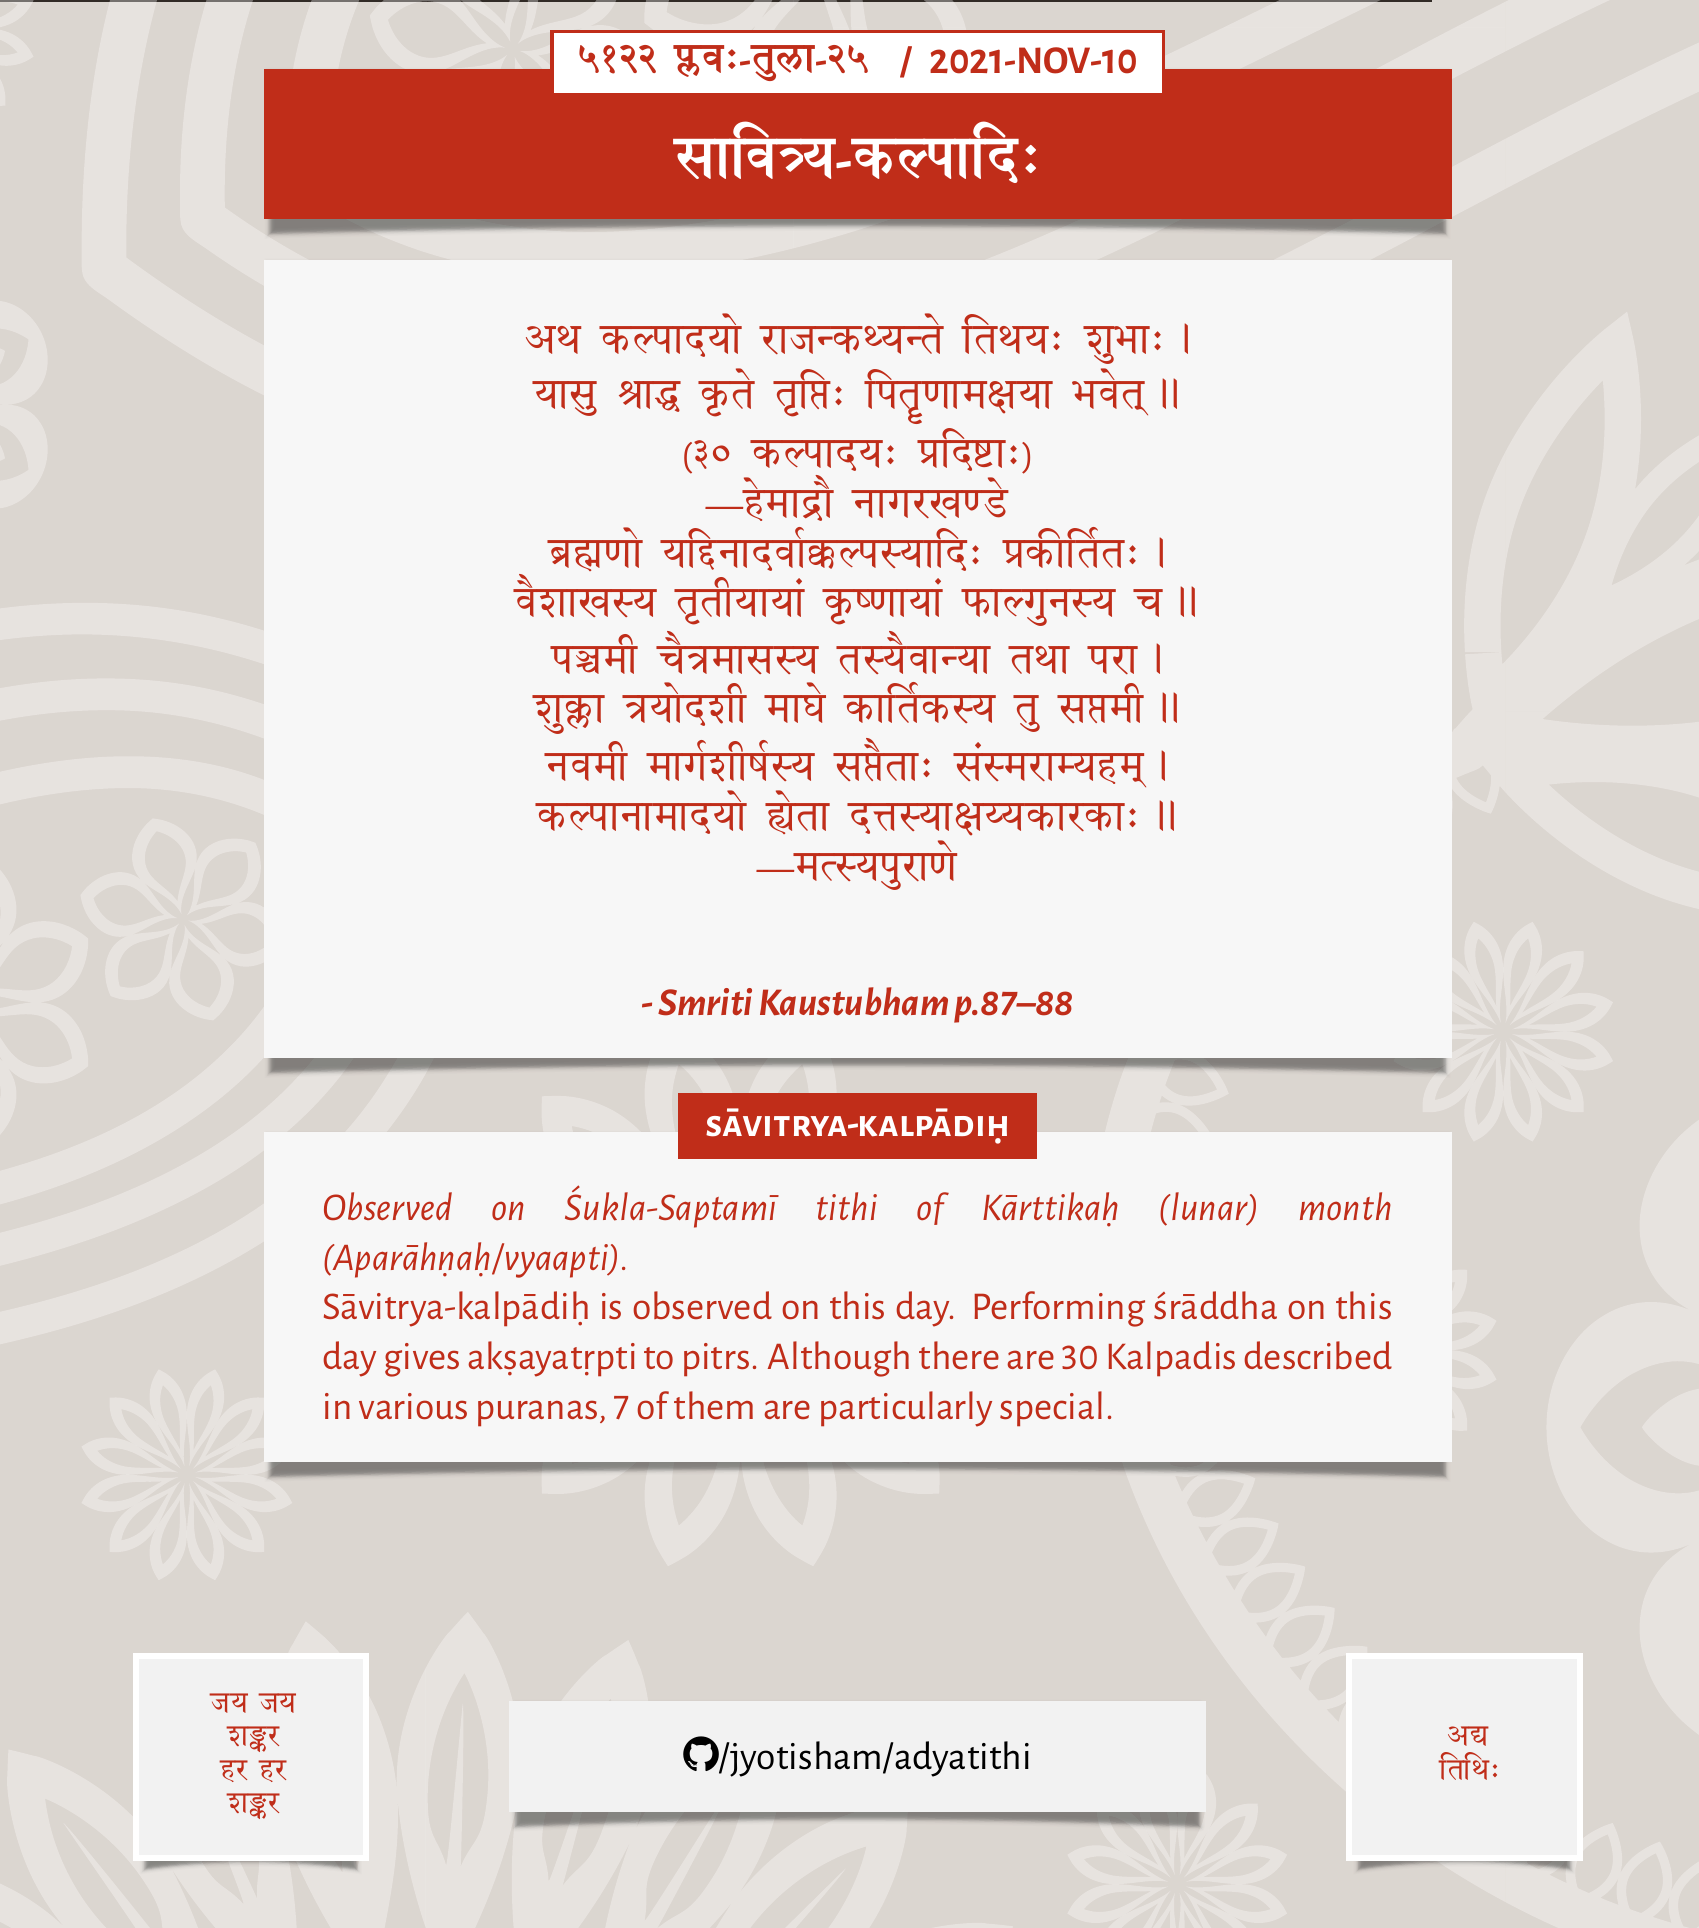 ५१२२ प्लवः-तुला-२५ / 2021-NOV-10
सावित्र्य-कल्पादिः
अथ कल्पादयो राजन्कथ्यन्ते तिथयः शुभाः ।
यासु श्राद्ध कृते तृप्तिः पितॄणामक्षया भवेत् ॥
(३० कल्पादयः प्रदिष्टाः)
—हेमाद्रौ नागरखण्डे
ब्रह्मणो यद्दिनादर्वाक्कल्पस्यादिः प्रकीर्तितः ।
वैशाखस्य तृतीयायां कृष्णायां फाल्गुनस्य च ॥
पञ्चमी चैत्रमासस्य तस्यैवान्या तथा परा ।
शुक्ला त्रयोदशी माघे कार्तिकस्य तु सप्तमी ॥
नवमी मार्गशीर्षस्य सप्तैताः संस्मराम्यहम् ।
कल्पानामादयो ह्येता दत्तस्याक्षय्यकारकाः ॥
—मत्स्यपुराणे
- Smriti Kaustubham p.87–88
SĀVITRYA-KALPĀDIḤ
Observed on Śukla-Saptamī tithi of Kārttikaḥ (lunar) month
(Aparāhṇaḥ/vyaapti).
Sāvitrya-kalpādiḥ is observed on this day. Performing śrāddha on this
day gives akṣayatṛpti to pitrs. Although there are 30 Kalpadis described
in various puranas, 7 of them are particularly special.
जय जय
शङ्कर
हर हर
शङ्कर
/jyotisham/adyatithi
अद्य
तिथिः